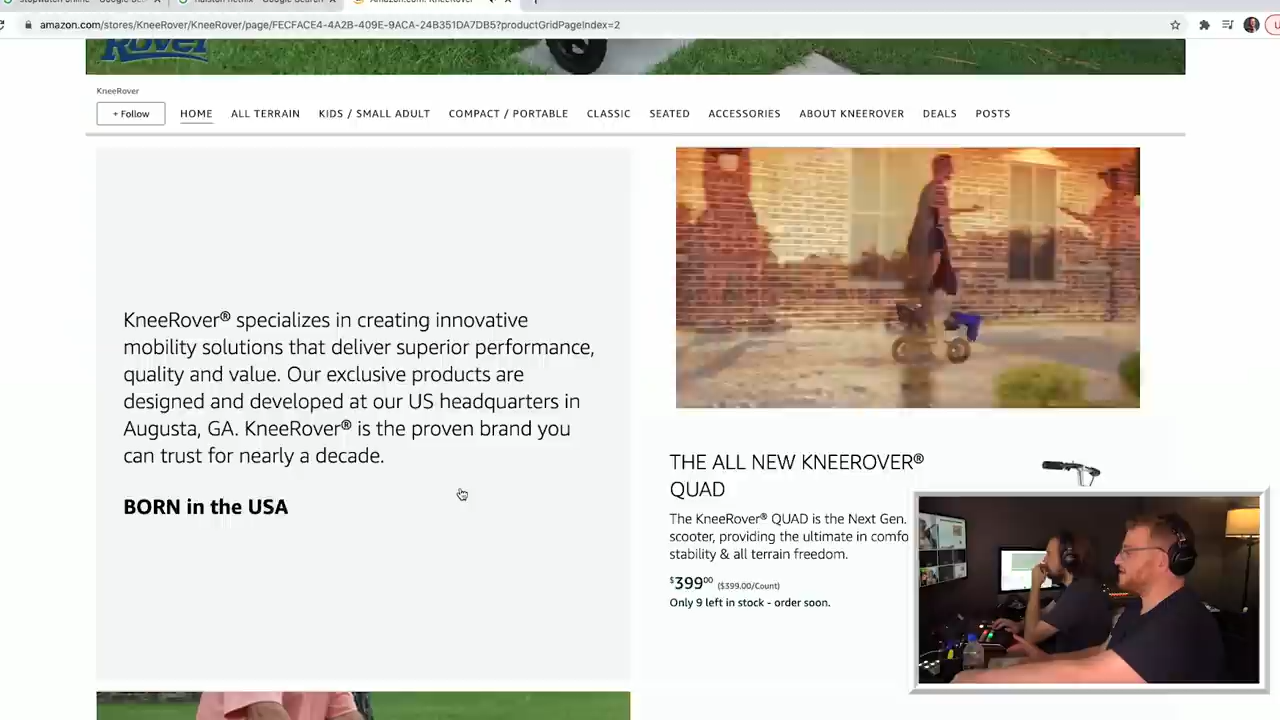 amazon.com/stores/KneeRover/KneeRover/page/FECFACE4-4A2B-409E-9ACA-24B351DA7DB5?productGridPageIndex=2
Rover
KneeRover
+ Follow
HOME
ALL TERRAIN
KIDS / SMALL ADULT
COMPACT / PORTABLE
CLASSIC
SEATED
ACCESSORIES
ABOUT KNEEROVER
DEALS
POSTS
KneeRover® specializes in creating innovative
mobility solutions that deliver superior performance,
quality and value. Our exclusive products are
designed and developed at our US headquarters in
Augusta, GA. KneeRover® is the proven brand you
can trust for nearly a decade.
BORN in the USA
THE ALL NEW KNEEROVER®
QUAD
The KneeRover® QUAD is the Next Gen.
scooter, providing the ultimate in comfo
stability & all terrain freedom.
$39900 ($399.00/Count)
Only 9 left in stock - order soon.